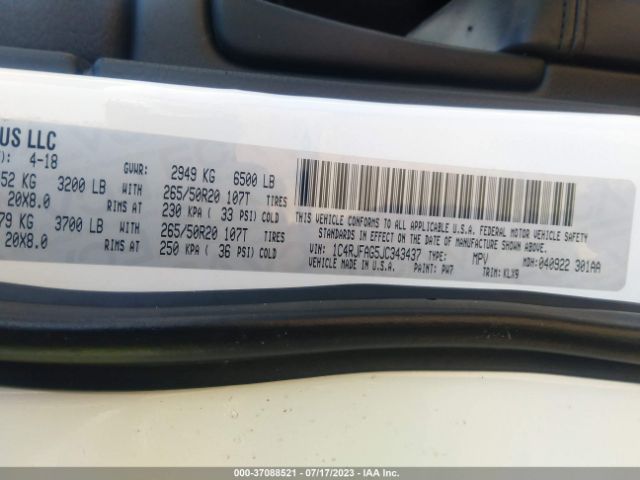 US LLC
4-18
GVWR: 2949 KG 6500 LB
52 KG 3200 LB WITH 265/50R20 107T TIRES
20X8.0 RIMS AT 230 KPA ( 33 PSI) COLD
79 KG 3700 LB WITH 265/50R20 107T TIRES
20X8.0 RIMS AT 250 KPA ( 36 PSI) COLD
THIS VEHICLE CONFORMS TO ALL APPLICABLE U.S.A. FEDERAL MOTOR VEHICLE SAFETY
STANDARDS IN EFFECT ON THE DATE OF MANUFACTURE SHOWN ABOVE.
VIN: 1C4RJFAG5JC343437 TYPE: MPV MDH: 040922 301AA
VEHICLE MADE IN U.S.A. PAINT: PW7 TRIM: KLX9
000-37088521 - 07/17/2023 - IAA Inc.